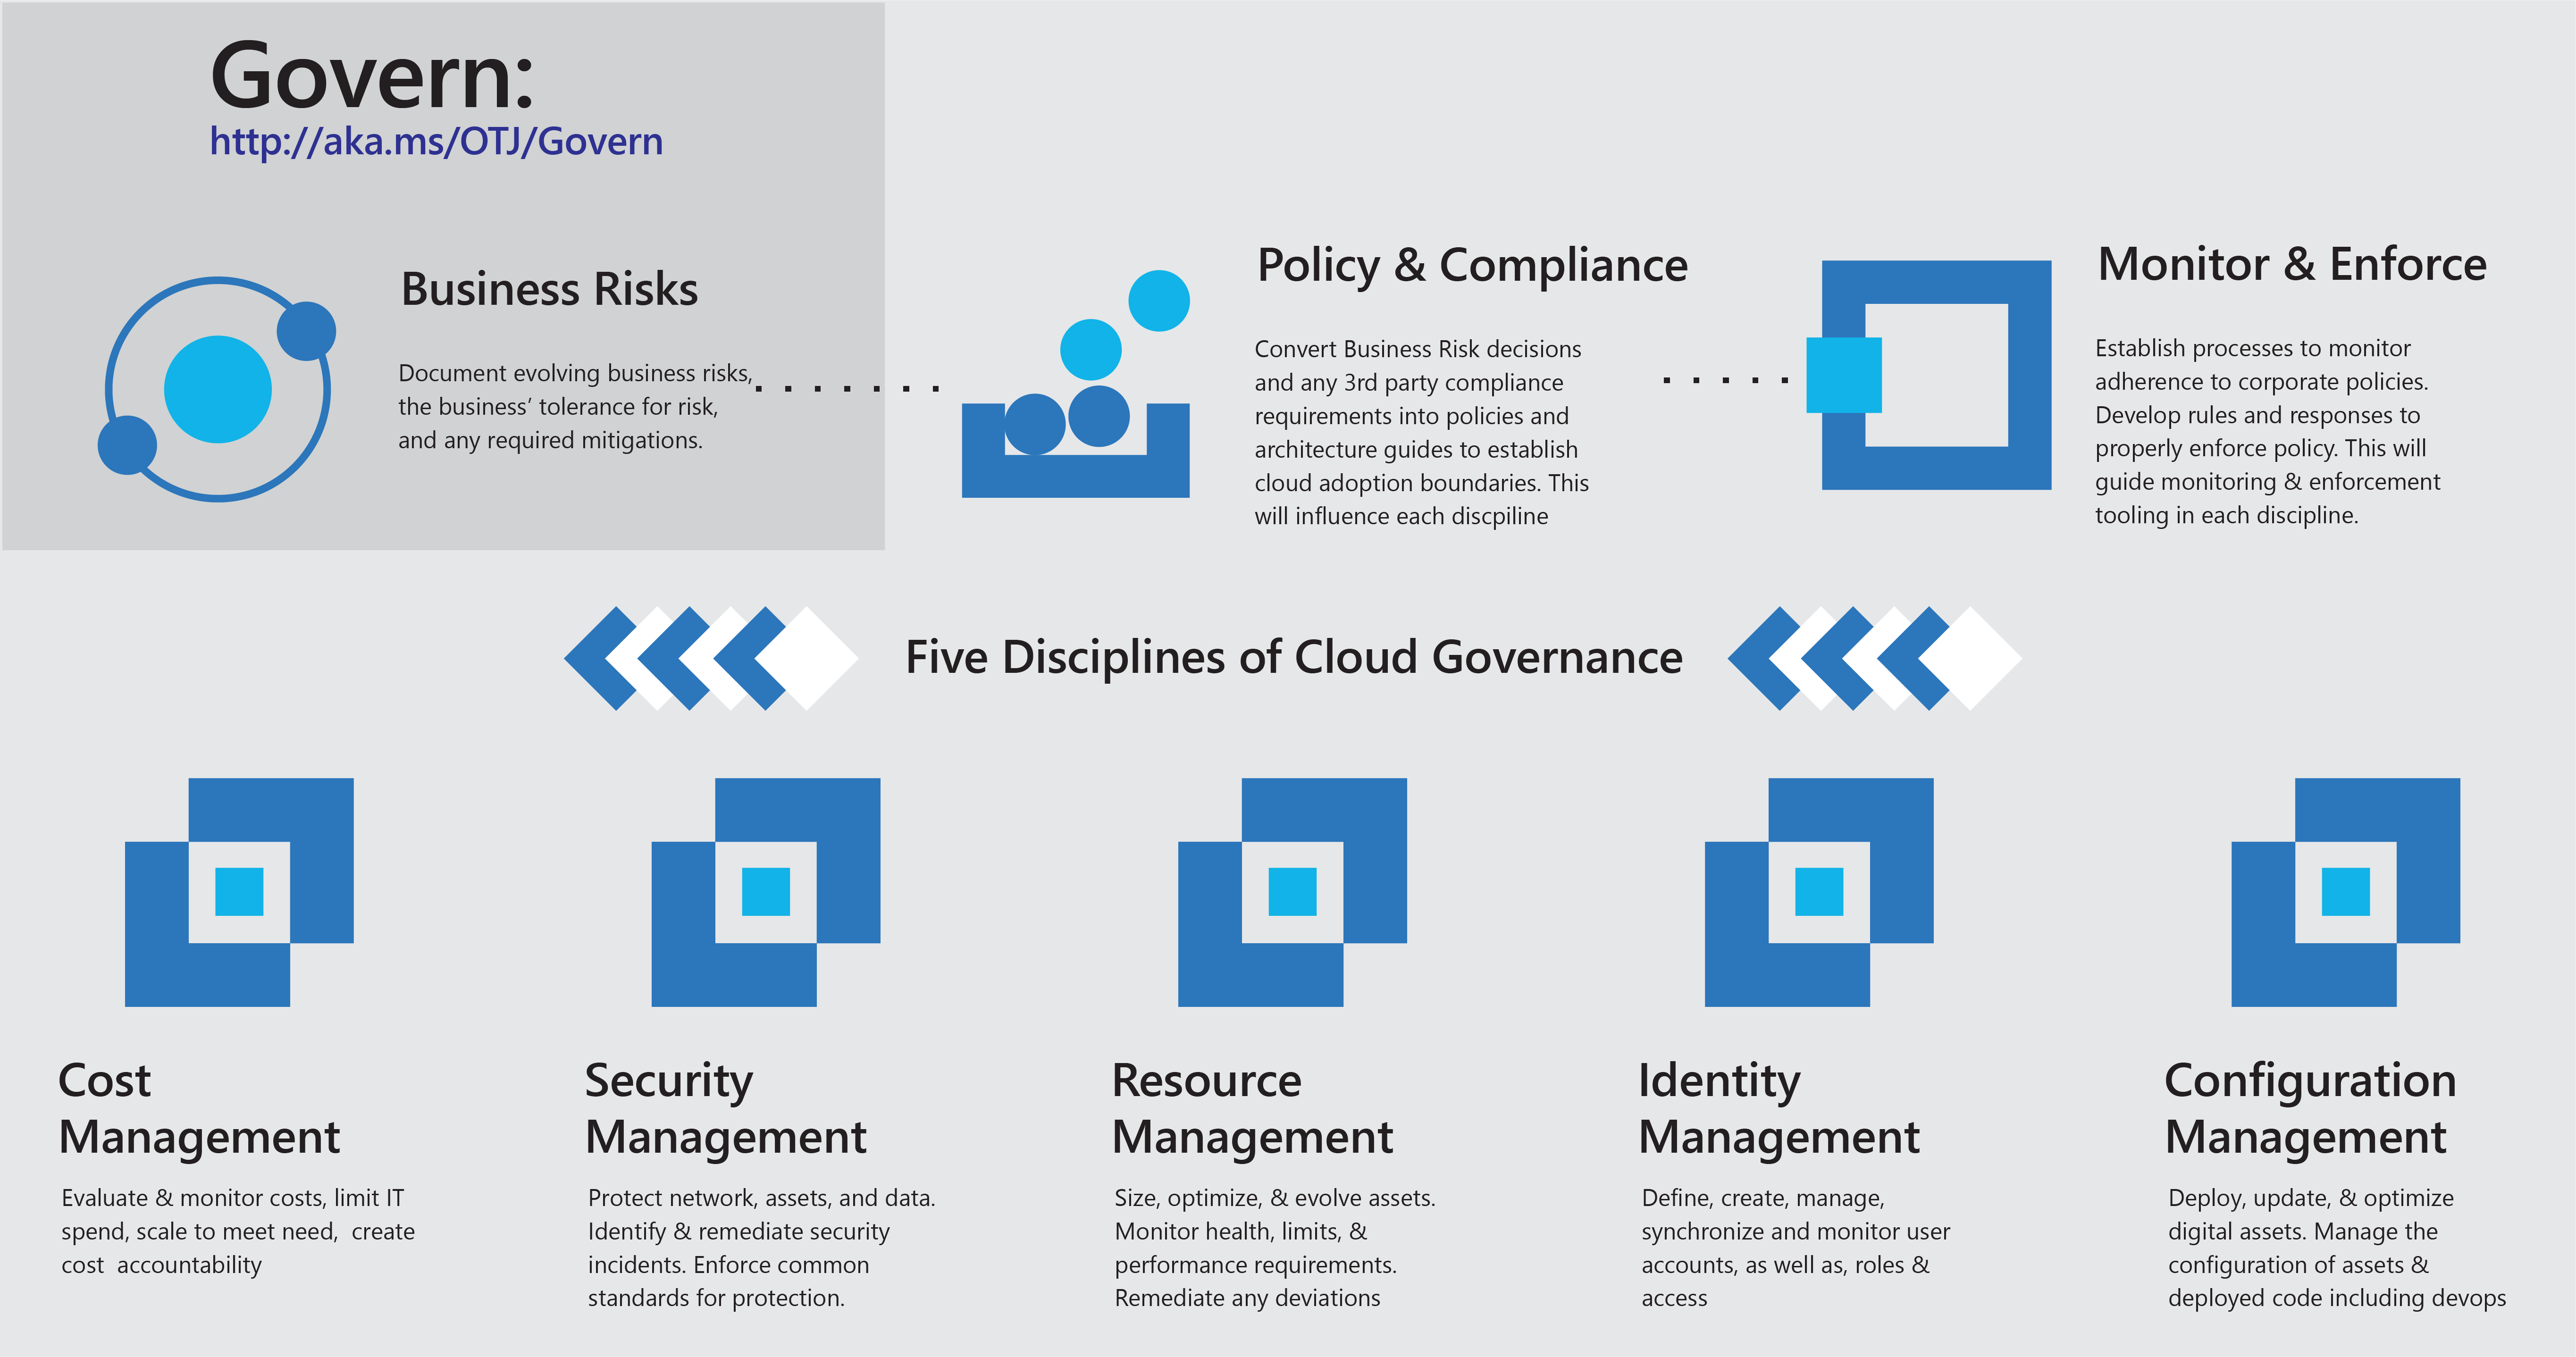 Govern:
http://aka.ms/OTJ/Govern
Business Risks
Document evolving business risks,
the business’ tolerance for risk,
and any required mitigations.
Policy & Compliance
Convert Business Risk decisions
and any 3rd party compliance
requirements into policies and
architecture guides to establish
cloud adoption boundaries. This
will influence each discpiline
Monitor & Enforce
Establish processes to monitor
adherence to corporate policies.
Develop rules and responses to
properly enforce policy. This will
guide monitoring & enforcement
tooling in each discipline.
Five Disciplines of Cloud Governance
Cost
Management
Evaluate & monitor costs, limit IT
spend, scale to meet need,  create
cost  accountability
Security
Management
Protect network, assets, and data.
Identify & remediate security
incidents. Enforce common
standards for protection.
Resource
Management
Size, optimize, & evolve assets.
Monitor health, limits, &
performance requirements.
Remediate any deviations
Identity
Management
Define, create, manage,
synchronize and monitor user
accounts, as well as, roles &
access
Configuration
Management
Deploy, update, & optimize
digital assets. Manage the
configuration of assets &
deployed code including devops